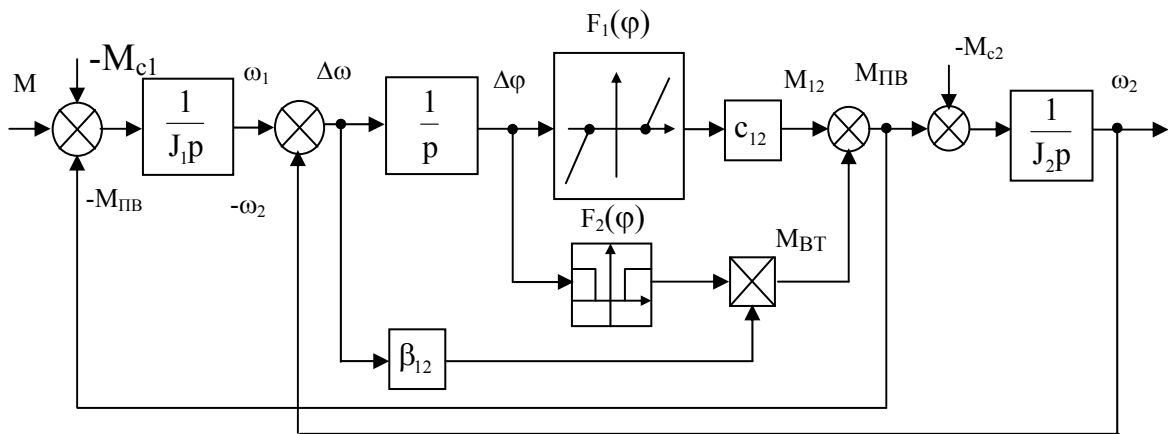 F₁(φ)
-M_c1
-M_c2
M
ω₁
Δω
Δφ
M₁₂
M_ПВ
ω₂
1
J₁p
1
p
c₁₂
1
J₂p
-M_ПВ
-ω₂
F₂(φ)
M_ВТ
β₁₂